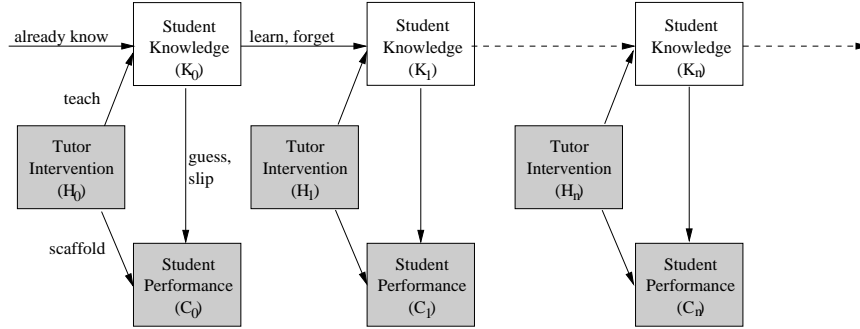 Student
Knowledge
(K0)
Student
Knowledge
(K1)
Student
Knowledge
(Kn)
already know
learn, forget
teach
Tutor
Intervention
(H0)
guess,
slip
Tutor
Intervention
(H1)
Tutor
Intervention
(Hn)
scaffold
Student
Performance
(C0)
Student
Performance
(C1)
Student
Performance
(Cn)